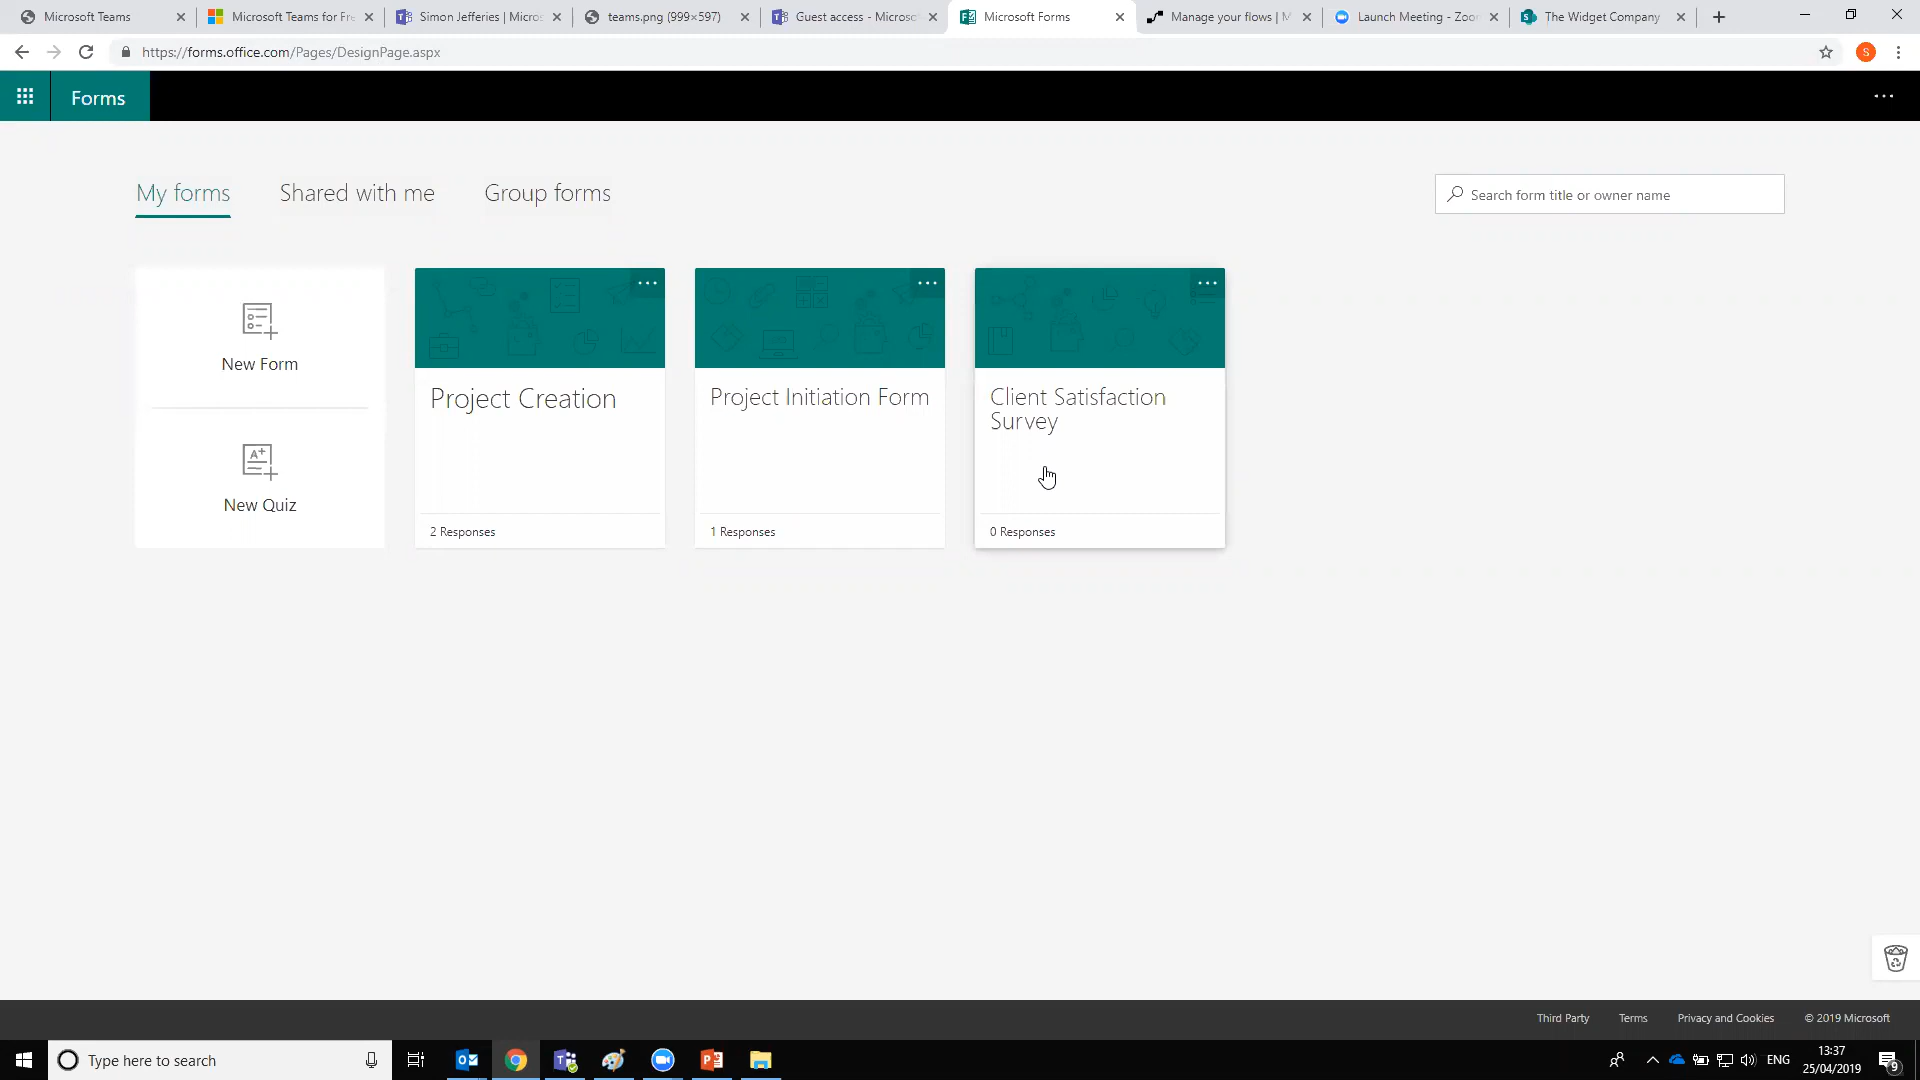 Microsoft Teams
Microsoft Teams for Fre
Simon Jefferies | Micros
teams.png (999×597)
Guest access - Microsof
Microsoft Forms
Manage your flows | M
Launch Meeting - Zoom
The Widget Company
https://forms.office.com/Pages/DesignPage.aspx
S
Forms
My forms
Shared with me
Group forms
Search form title or owner name
New Form
New Quiz
A+
Project Creation
2 Responses
Project Initiation Form
1 Responses
Client Satisfaction
Survey
0 Responses
Third Party
Terms
Privacy and Cookies
© 2019 Microsoft
Type here to search
ENG
13:37
25/04/2019
9